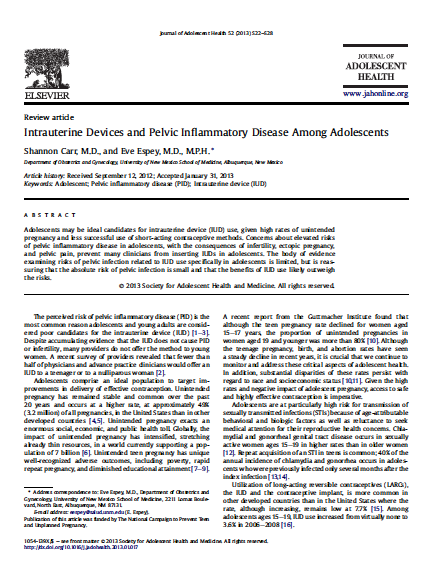 Journal of Adolescent Health 52 (2013) S22–S28
JOURNAL OF
ADOLESCENT
HEALTH
ELSEVIER
www.jahonline.org
Review article
Intrauterine Devices and Pelvic Inflammatory Disease Among Adolescents
Shannon Carr, M.D., and Eve Espey, M.D., M.P.H. *
Department of Obstetrics and Gynecology, University of New Mexico School of Medicine, Albuquerque, New Mexico
Article history: Received September 12, 2012; Accepted January 31, 2013
Keywords: Adolescent; Pelvic inflammatory disease (PID); Intrauterine device (IUD)
A B S T R A C T
Adolescents may be ideal candidates for intrauterine device (IUD) use, given high rates of unintended
pregnancy and less successful use of short-acting contraceptive methods. Concerns about elevated risks
of pelvic inflammatory disease in adolescents, with the consequences of infertility, ectopic pregnancy,
and pelvic pain, prevent many clinicians from inserting IUDs in adolescents. The body of evidence
examining risks of pelvic infection related to IUD use specifically in adolescents is limited, but is reas-
suring that the absolute risk of pelvic infection is small and that the benefits of IUD use likely outweigh
the risks.
© 2013 Society for Adolescent Health and Medicine. All rights reserved.
The perceived risk of pelvic inflammatory disease (PID) is the
most common reason adolescents and young adults are consid-
ered poor candidates for the intrauterine device (IUD) [1–3].
Despite accumulating evidence that the IUD does not cause PID
or infertility, many providers do not offer the method to young
women. A recent survey of providers revealed that fewer than
half of physicians and advance practice clinicians would offer an
IUD to a teenager or to a nulliparous woman [2].
Adolescents comprise an ideal population to target im-
provements in delivery of effective contraception. Unintended
pregnancy has remained stable and common over the past
20 years and occurs at a higher rate, at approximately 49%
(3.2 million) of all pregnancies, in the United States than in other
developed countries [4,5]. Unintended pregnancy exacts an
enormous social, economic, and public health toll Globally, the
impact of unintended pregnancy has intensified, stretching
already thin resources, in a world currently supporting a pop-
ulation of 7 billion [6]. Unintended teen pregnancy has unique
well-recognized adverse outcomes, including poverty, rapid
repeat pregnancy, and diminished educational attainment [7–9].
* Address correspondence to: Eve Espey, M.D., Department of Obstetrics and
Gynecology, University of New Mexico School of Medicine, 2211 Lomas Boule-
vard, North East, Albuquerque, NM 87131.
E-mail address: eespey@salud.unm.edu (E. Espey).
Publication of this article was funded by The National Campaign to Prevent Teen
and Unplanned Pregnancy.
A recent report from the Guttmacher Institute found that
although the teen pregnancy rate declined for women aged
15–17 years, the proportion of unintended pregnancies in
women aged 19 and younger was more than 80% [10]. Although
the teenage pregnancy, birth, and abortion rates have seen
a steady decline in recent years, it is crucial that we continue to
monitor and address these critical aspects of adolescent health.
In addition, substantial disparities of these rates persist with
regard to race and socioeconomic status [10,11]. Given the high
rates and negative impact of adolescent pregnancy, access to safe
and highly effective contraception is imperative.
Adolescents are at particularly high risk for transmission of
sexually transmitted infections (STIs) because of age-attributable
behavioral and biologic factors as well as reluctance to seek
medical attention for their reproductive health concerns. Chla-
mydial and gonorrheal genital tract disease occurs in sexually
active women ages 15–19 in higher rates than in older women
[12]. Repeat acquisition of an STI in teens is common; 40% of the
annual incidence of chlamydia and gonorrhea occurs in adoles-
cents who were previously infected only several months after the
index infection [13,14].
Utilization of long-acting reversible contraceptives (LARCs),
the IUD and the contraceptive implant, is more common in
other developed countries than in the United States where the
rate, although increasing, remains low at 7.7% [15]. Among
adolescents ages 15–19, IUD use increased from virtually none to
3.6% in 2006–2008 [16].
1054-139X/$ – see front matter © 2013 Society for Adolescent Health and Medicine. All rights reserved.
http://dx.doi.org/10.1016/j.jadohealth.2013.01.017